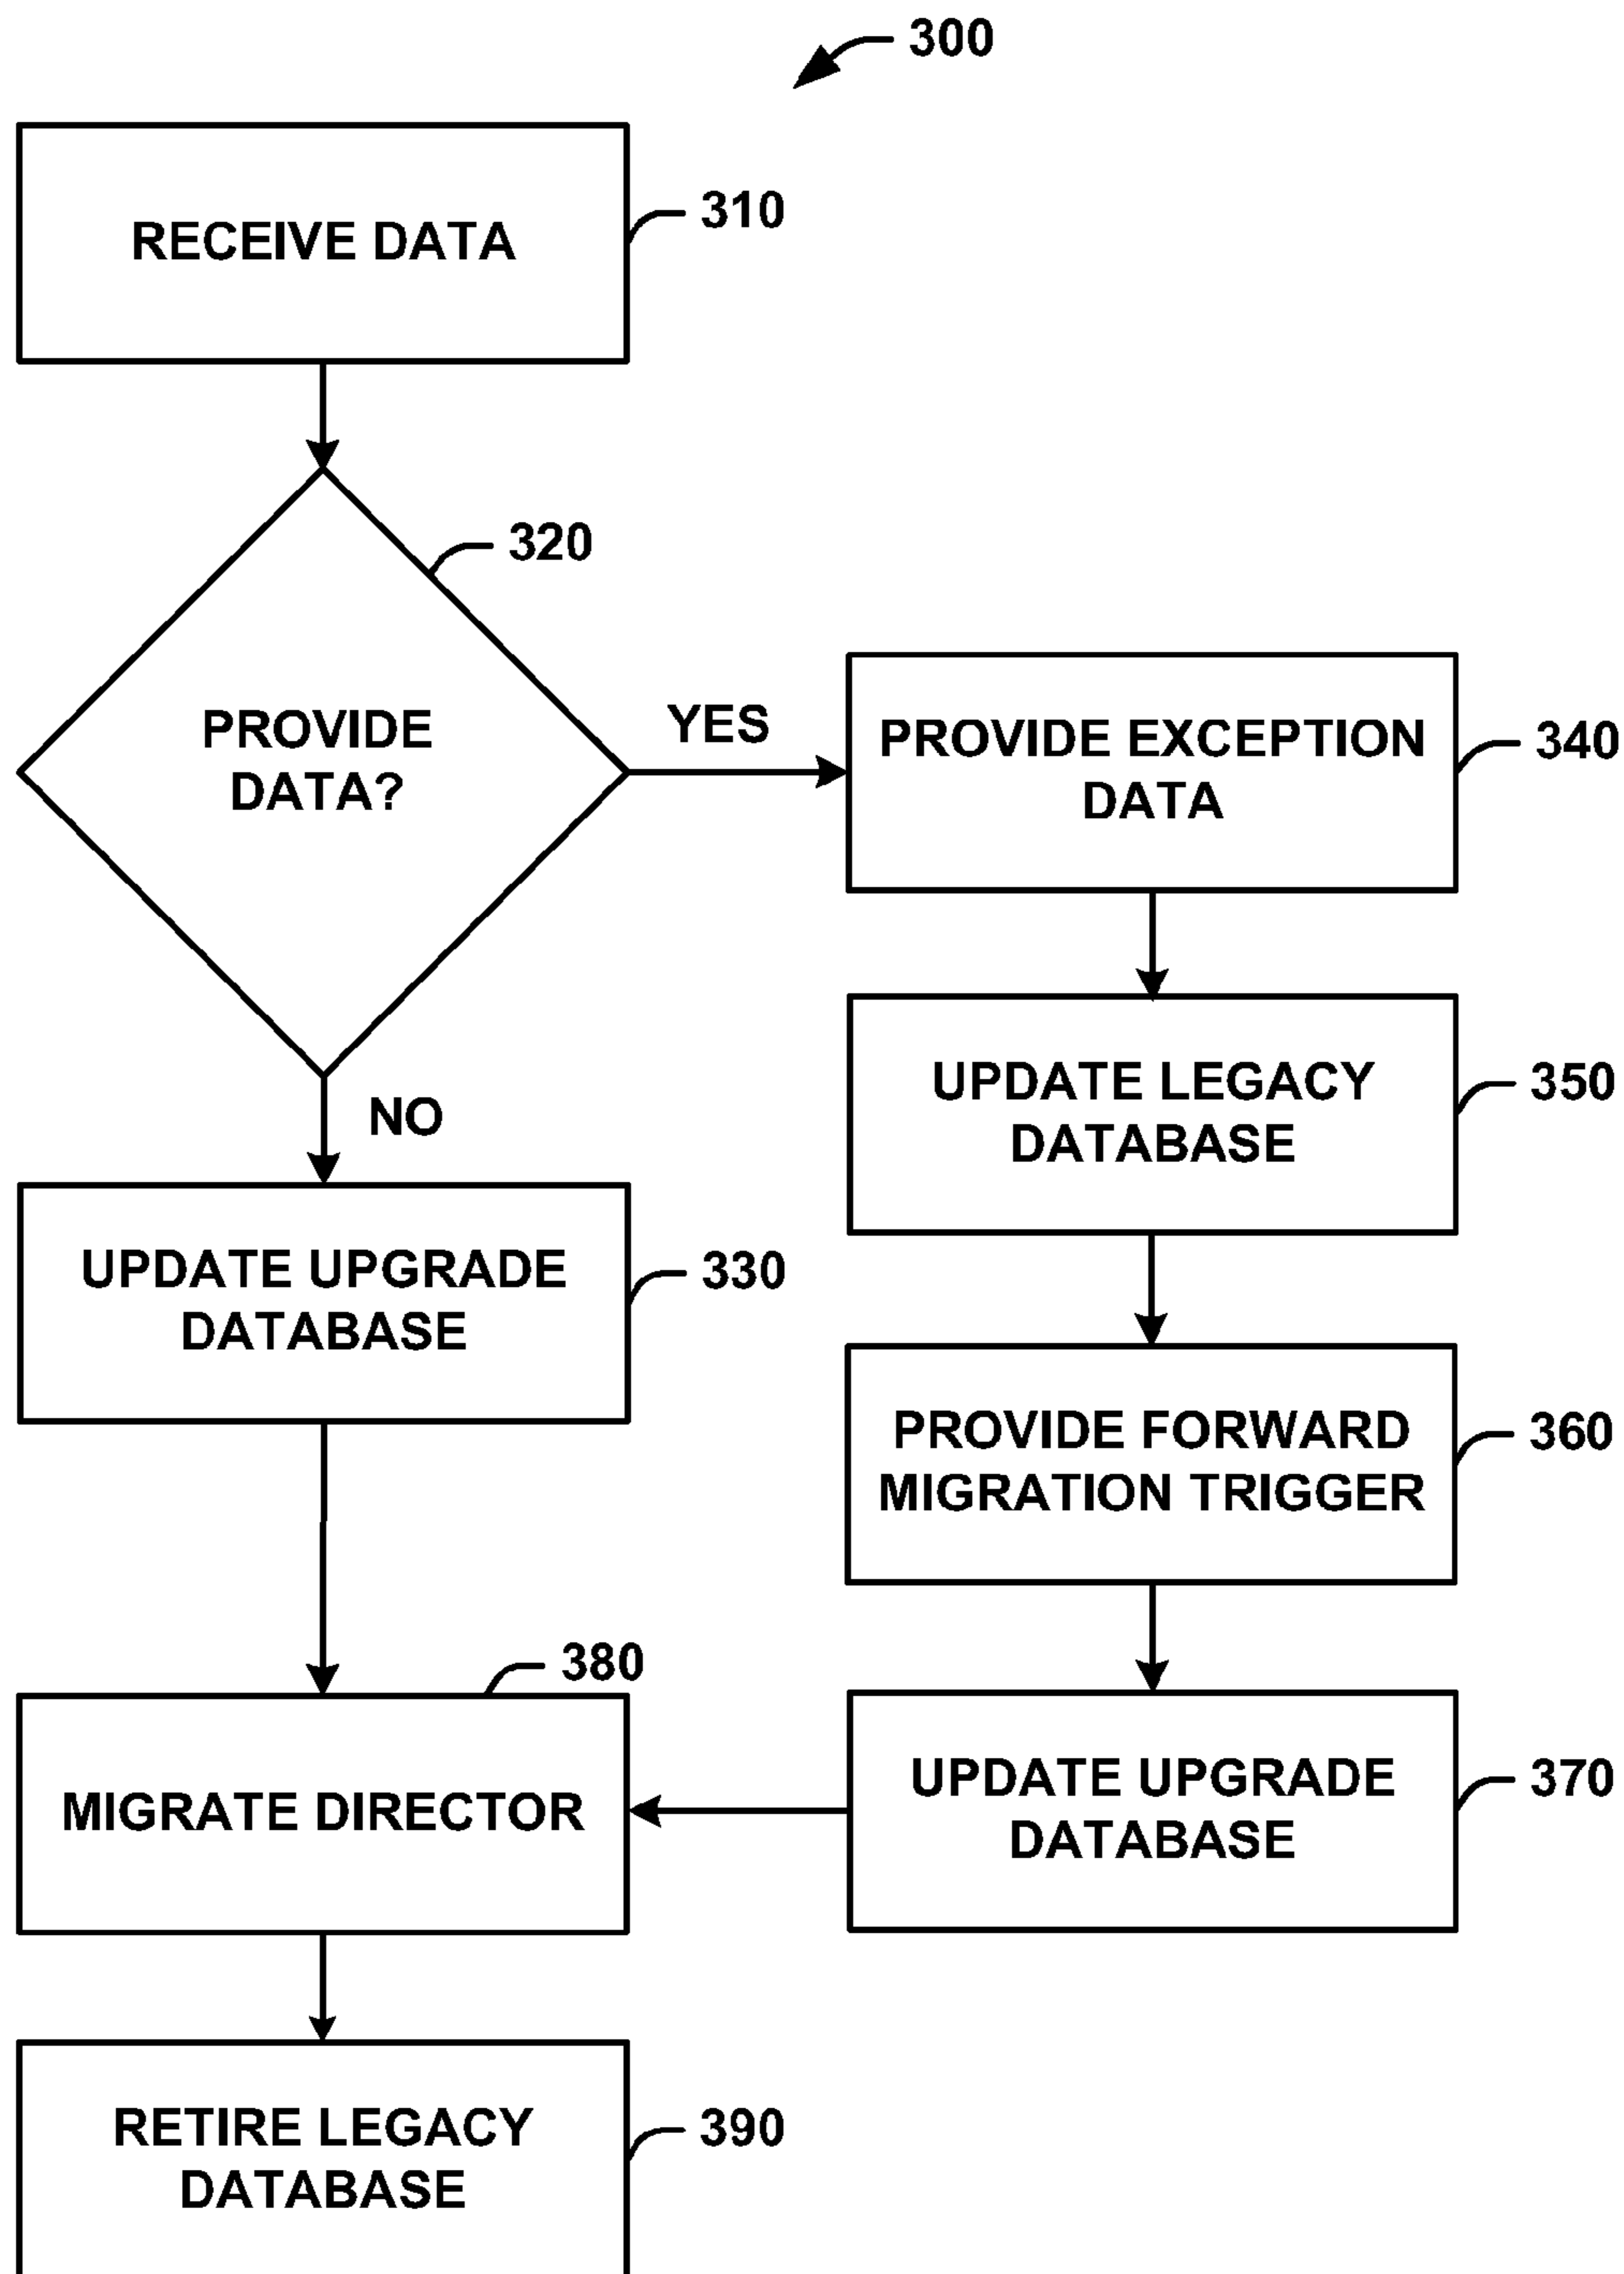 300
RECEIVE DATA
310
320
PROVIDE
DATA?
YES
PROVIDE EXCEPTION
DATA
340
NO
UPDATE LEGACY
DATABASE
350
UPDATE UPGRADE
DATABASE
330
PROVIDE FORWARD
MIGRATION TRIGGER
360
380
MIGRATE DIRECTOR
UPDATE UPGRADE
DATABASE
370
RETIRE LEGACY
DATABASE
390